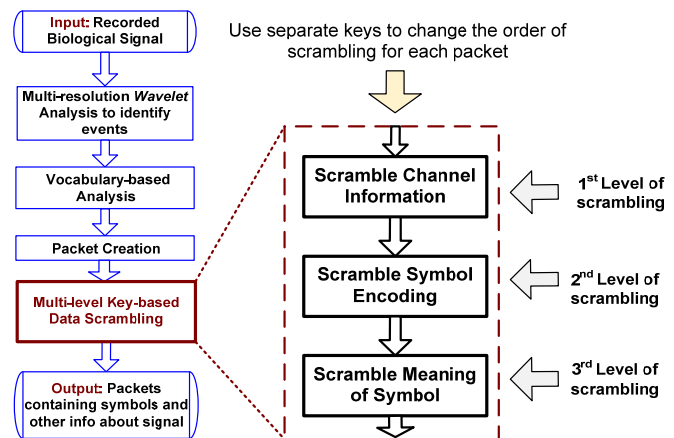 Input: Recorded
Biological Signal
Multi-resolution Wavelet
Analysis to identify
events
Vocabulary-based
Analysis
Packet Creation
Multi-level Key-based
Data Scrambling
Output: Packets
containing symbols and
other info about signal
Use separate keys to change the order of
scrambling for each packet
Scramble Channel
Information
1st Level of
scrambling
Scramble Symbol
Encoding
2nd Level of
scrambling
Scramble Meaning
of Symbol
3rd Level of
scrambling